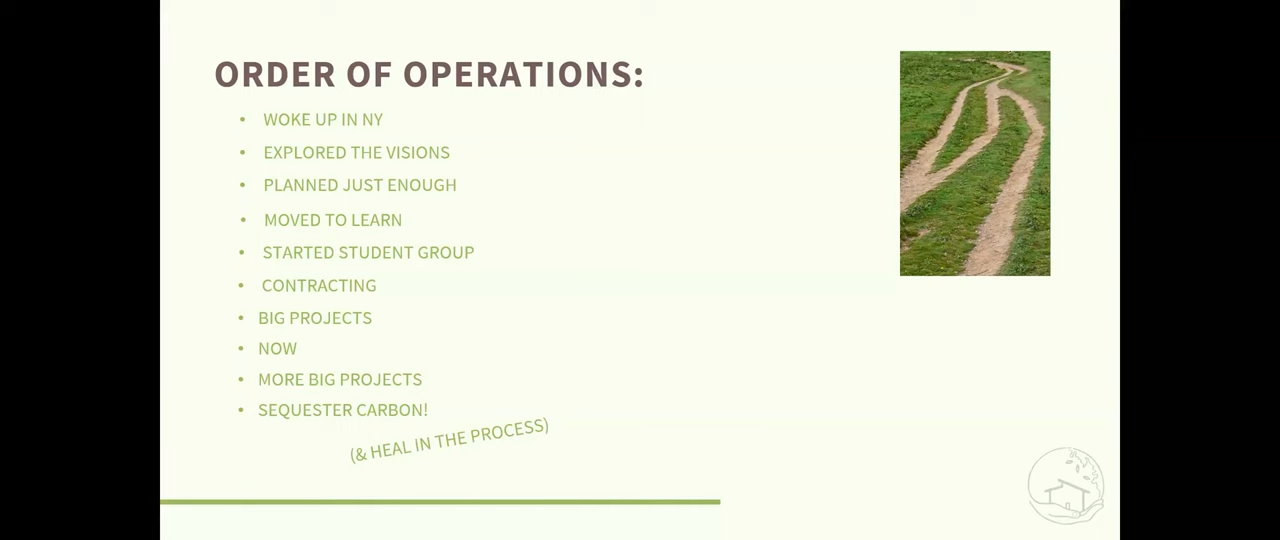 ORDER OF OPERATIONS:
• WOKE UP IN NY
• EXPLORED THE VISIONS
• PLANNED JUST ENOUGH
• MOVED TO LEARN
• STARTED STUDENT GROUP
• CONTRACTING
• BIG PROJECTS
• NOW
• MORE BIG PROJECTS
• SEQUESTER CARBON!
(& HEAL IN THE PROCESS)